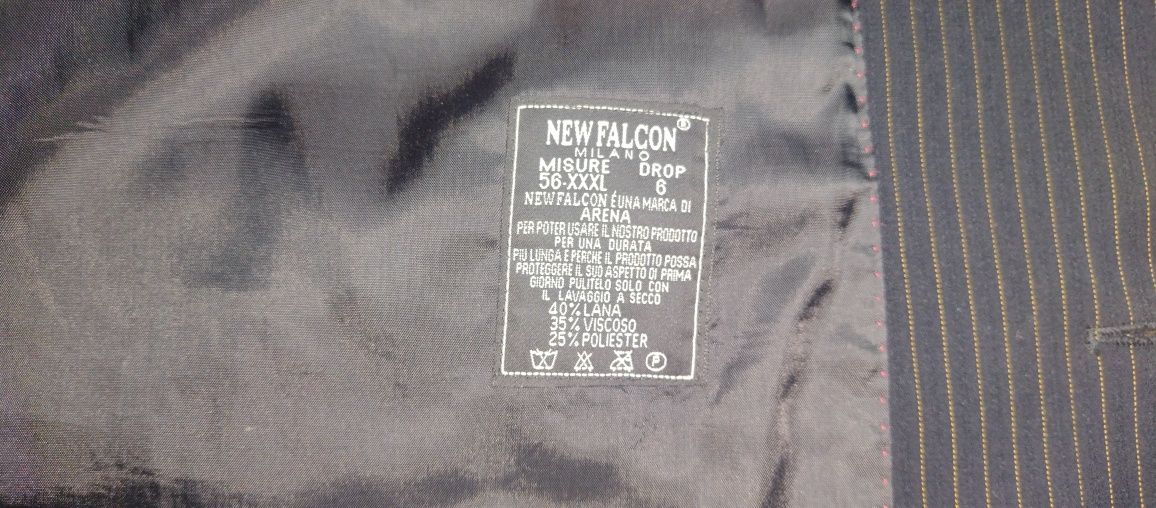 NEW FALCON®
MILANO
MISURE DROP
56-XXXL 6
NEW FALCON É UNA MARCA DI
ARENA
PER POTER USARE IL NOSTRO PRODOTTO
PER UNA DURATA
PIU LUNGA E PERCHE IL PRODOTTO POSSA
PROTEGGERE IL SUO ASPETTO DI PRIMA
GIORNO PULITELO SOLO CON
IL LAVAGGIO A SECCO
40% LANA
35% VISCOSO
25% POLIESTER
P